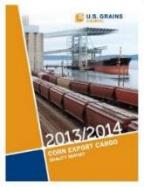 U.S. GRAINS
COUNCIL
2013/2014
CORN EXPORT CARGO
QUALITY REPORT